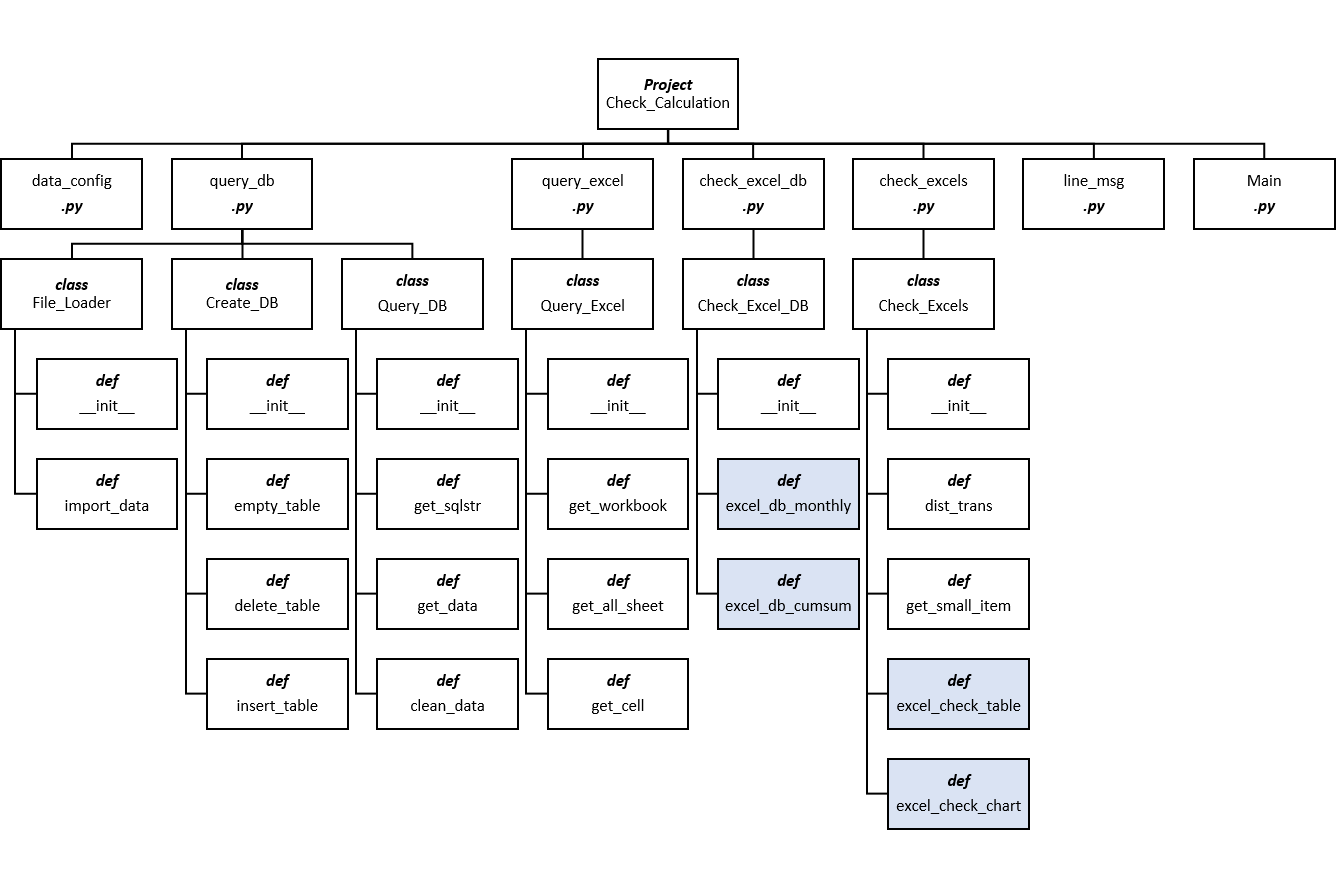 Project
Check_Calculation
data_config
.py
query_db
.py
query_excel
.py
check_excel_db
.py
check_excels
.py
line_msg
.py
Main
.py
class
File_Loader
class
Create_DB
class
Query_DB
class
Query_Excel
class
Check_Excel_DB
class
Check_Excels
def
__init__
def
__init__
def
__init__
def
__init__
def
__init__
def
__init__
def
import_data
def
empty_table
def
get_sqlstr
def
get_workbook
def
excel_db_monthly
def
dist_trans
def
delete_table
def
get_data
def
get_all_sheet
def
excel_db_cumsum
def
get_small_item
def
insert_table
def
clean_data
def
get_cell
def
excel_check_table
def
excel_check_chart